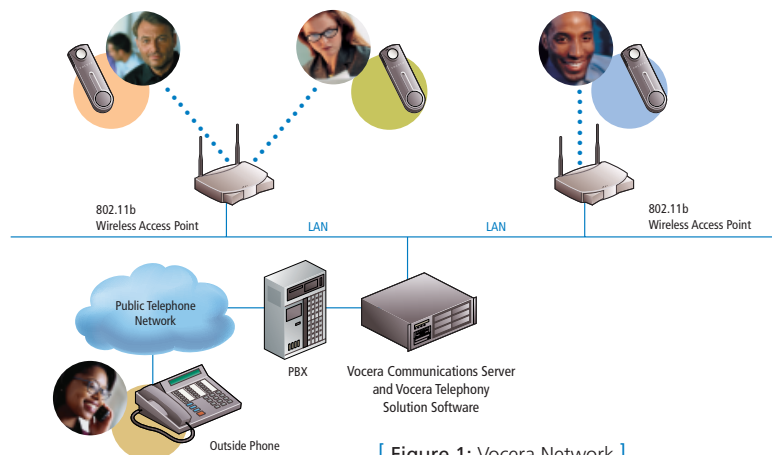 802.11b
Wireless Access Point
LAN
LAN
802.11b
Wireless Access Point
Public Telephone
Network
PBX
Vocera Communications Server
and Vocera Telephony
Solution Software
Outside Phone
[ Figure 1: Vocera Network ]